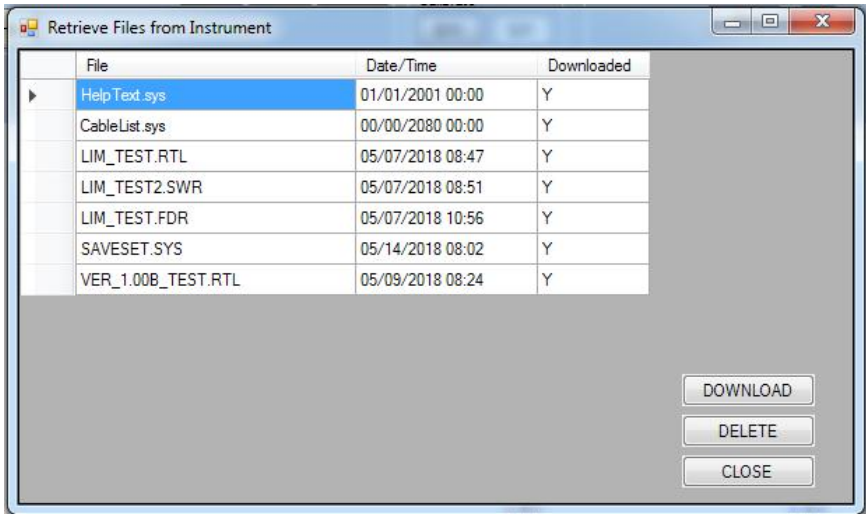 Retrieve Files from Instrument
File Date/Time Downloaded
HelpText.sys 01/01/2001 00:00 Y
CableList.sys 00/00/2080 00:00 Y
LIM_TEST.RTL 05/07/2018 08:47 Y
LIM_TEST2.SWR 05/07/2018 08:51 Y
LIM_TEST.FDR 05/07/2018 10:56 Y
SAVESET.SYS 05/14/2018 08:02 Y
VER_1.00B_TEST.RTL 05/09/2018 08:24 Y
DOWNLOAD
DELETE
CLOSE